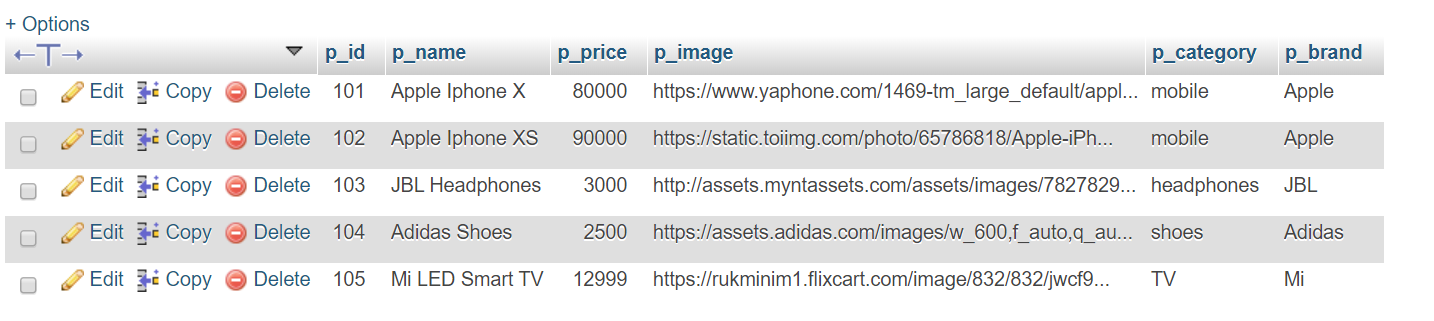 + Options
p_id p_name p_price p_image p_category p_brand
Edit Copy Delete 101 Apple Iphone X 80000 https://www.yaphone.com/1469-tm_large_default/appl... mobile Apple
Edit Copy Delete 102 Apple Iphone XS 90000 https://static.toiimg.com/photo/65786818/Apple-iPh... mobile Apple
Edit Copy Delete 103 JBL Headphones 3000 http://assets.myntassets.com/assets/images/7827829... headphones JBL
Edit Copy Delete 104 Adidas Shoes 2500 https://assets.adidas.com/images/w_600,f_auto,q_au... shoes Adidas
Edit Copy Delete 105 Mi LED Smart TV 12999 https://rukminim1.flixcart.com/image/832/832/jwcf9... TV Mi